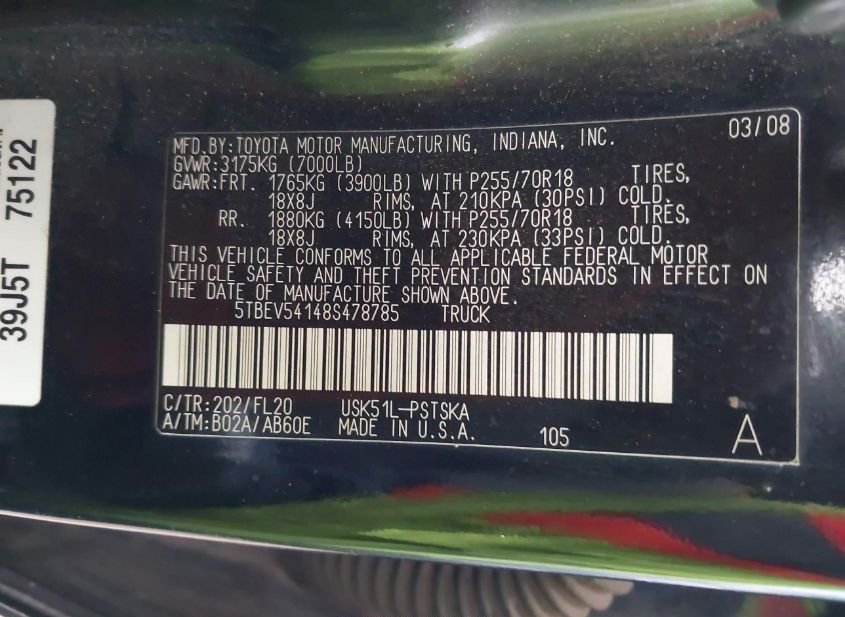 39J5T 75122
03/08
MFD.BY:TOYOTA MOTOR MANUFACTURING, INDIANA, INC.
GVWR:3175KG (7000LB)
GAWR:FRT. 1765KG (3900LB) WITH P255/70R18 TIRES,
18X8J RIMS, AT 210KPA (30PSI) COLD.
RR. 1880KG (4150LB) WITH P255/70R18 TIRES,
18X8J RIMS, AT 230KPA (33PSI) COLD.
THIS VEHICLE CONFORMS TO ALL APPLICABLE FEDERAL MOTOR
VEHICLE SAFETY AND THEFT PREVENTION STANDARDS IN EFFECT ON
THE DATE OF MANUFACTURE SHOWN ABOVE.
5TBEV54148S478785 TRUCK
C/TR:202/FL20 USK51L-PSTSKA
A/TM:B02A/AB60E MADE IN U.S.A. 105 A